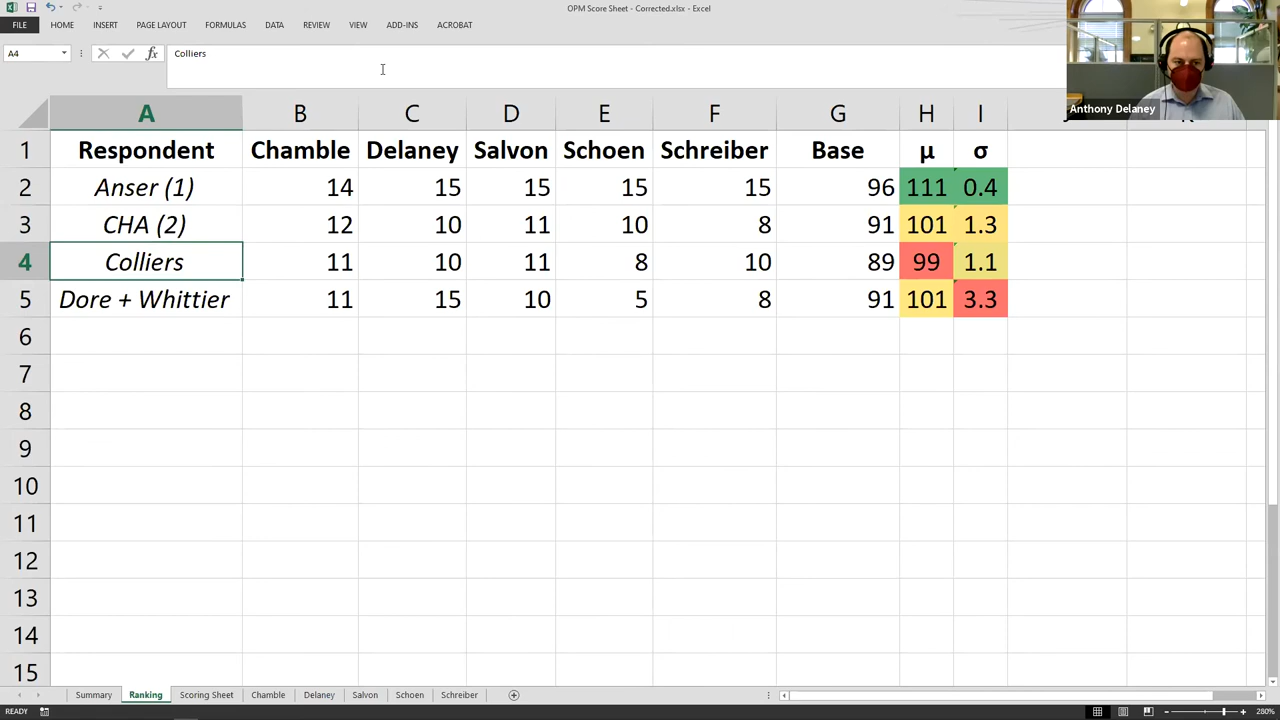 OPM Score Sheet - Corrected.xlsx - Excel
FILE HOME INSERT PAGE LAYOUT FORMULAS DATA REVIEW VIEW ADD-INS ACROBAT
A4 fx Colliers
Anthony Delaney
A B C D E F G H I
1 Respondent Chamble Delaney Salvon Schoen Schreiber Base μ σ
2 Anser (1) 14 15 15 15 15 96 111 0.4
3 CHA (2) 12 10 11 10 8 91 101 1.3
4 Colliers 11 10 11 8 10 89 99 1.1
5 Dore + Whittier 11 15 10 5 8 91 101 3.3
6
7
8
9
10
11
12
13
14
15
Summary Ranking Scoring Sheet Chamble Delaney Salvon Schoen Schreiber
READY 280%